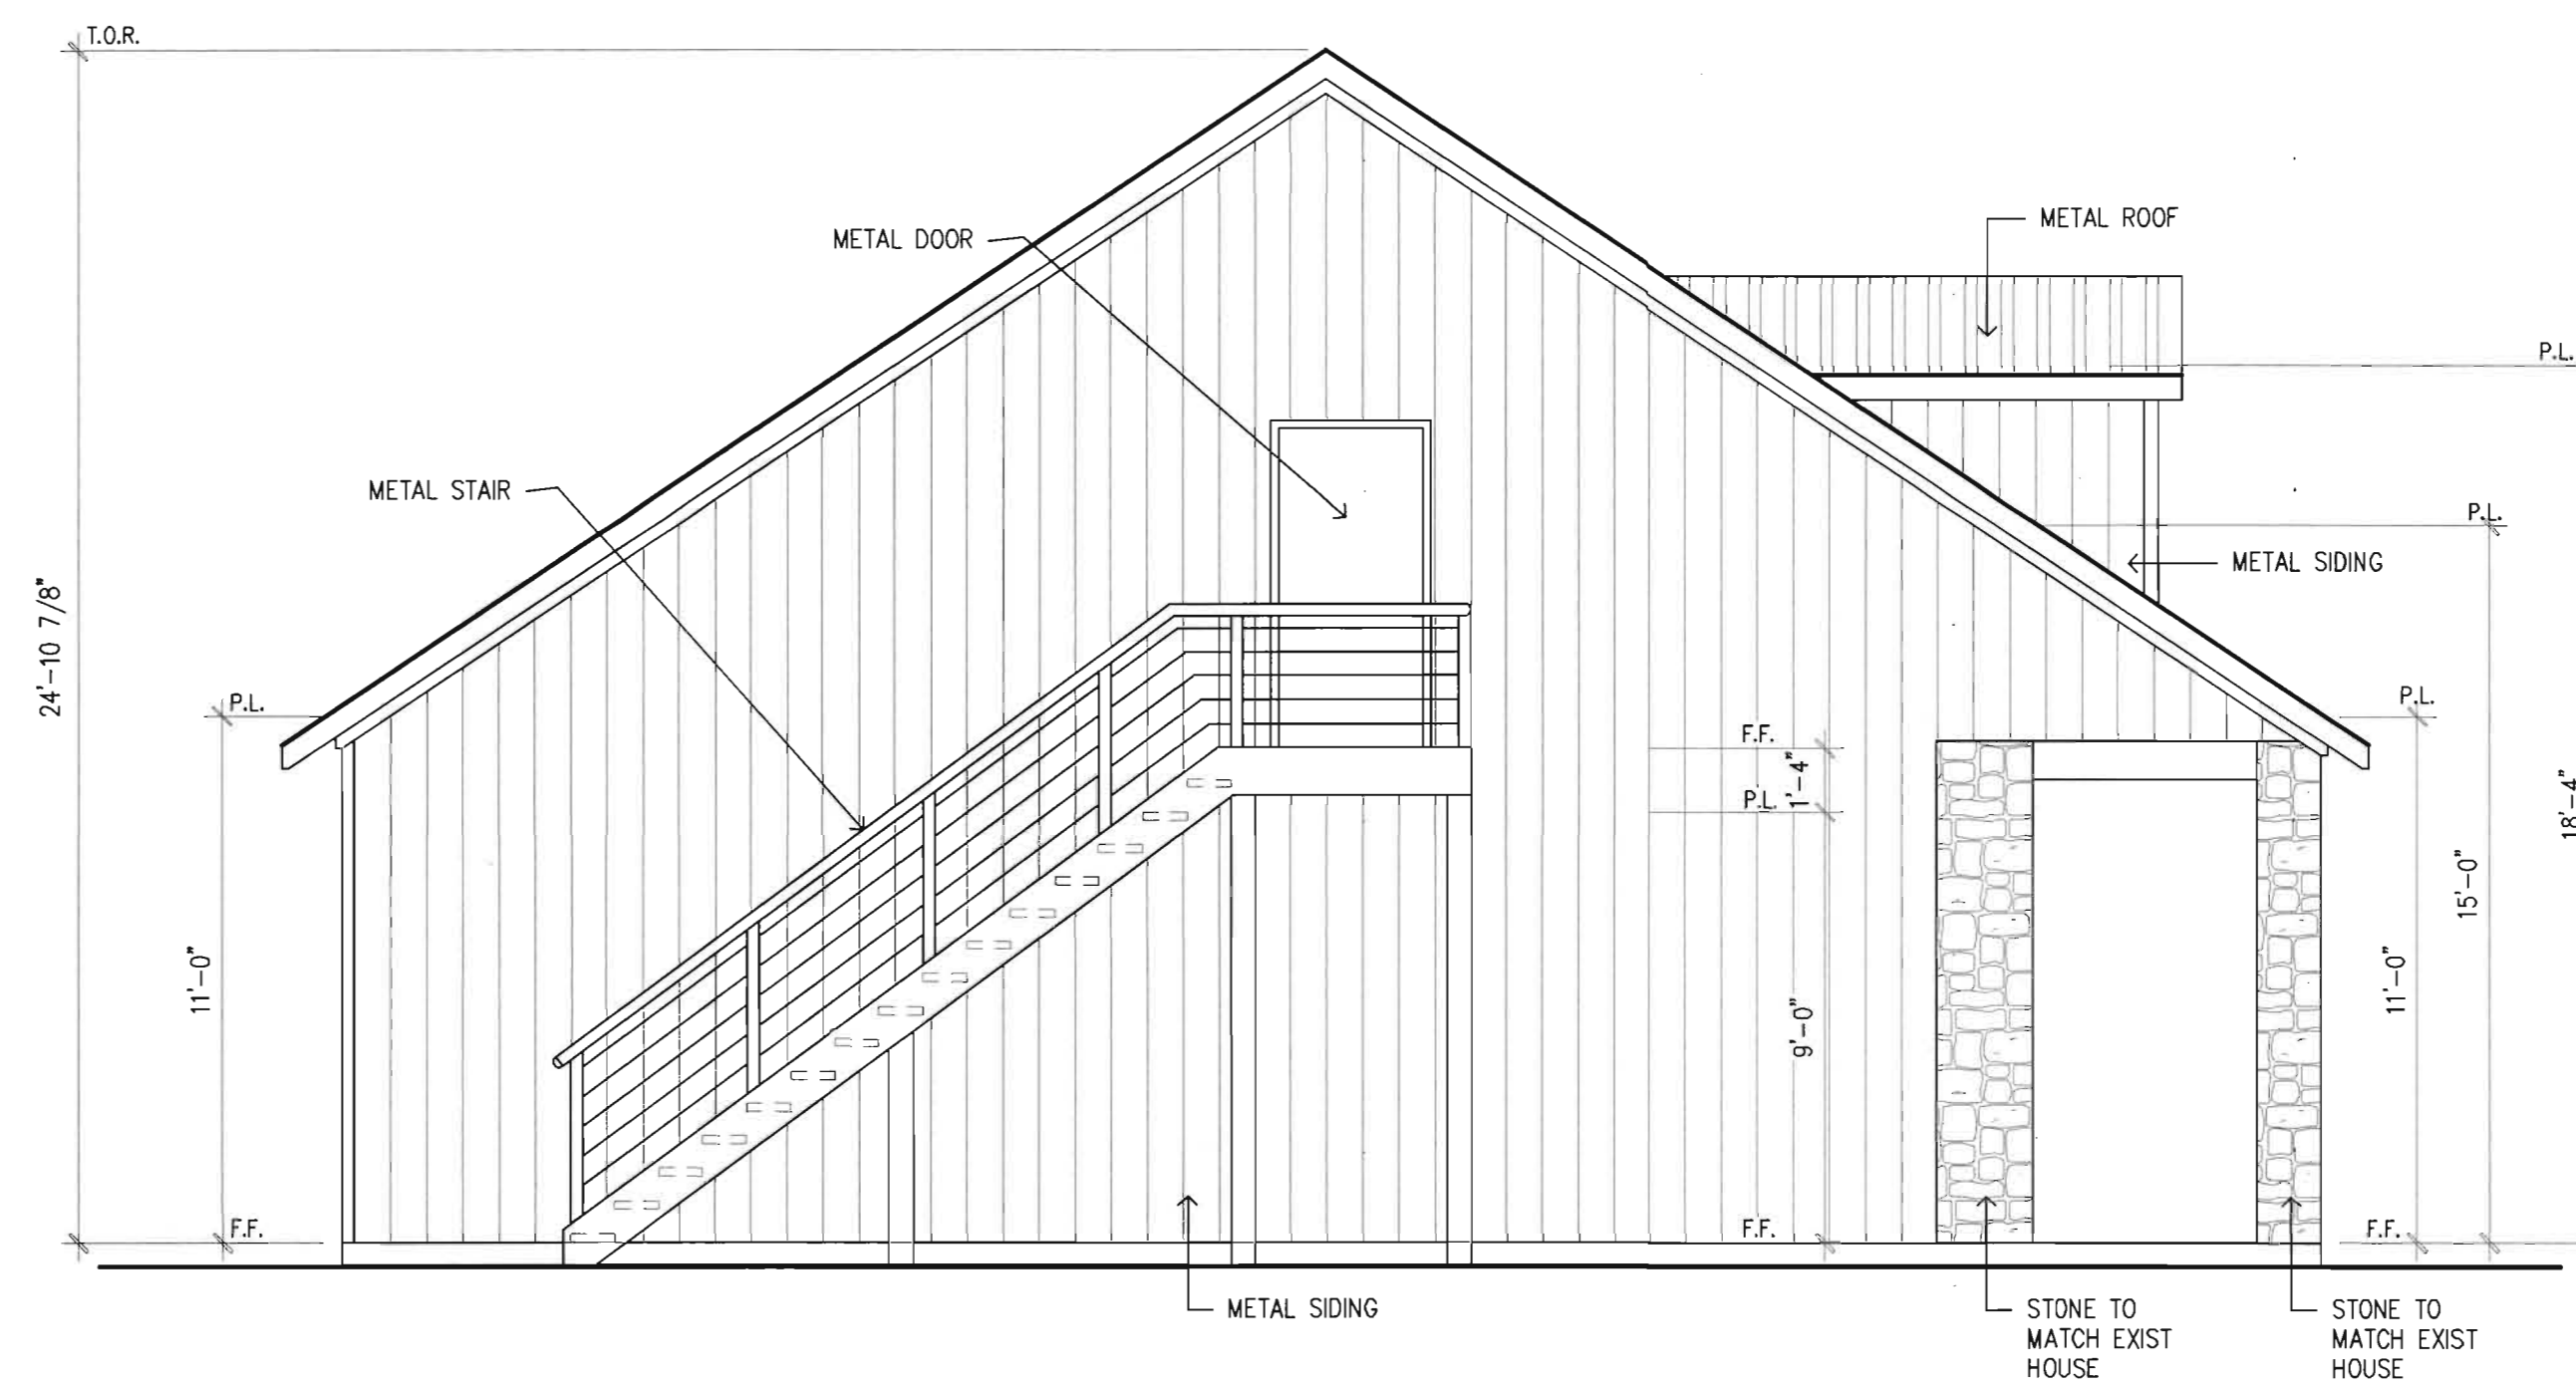 T.O.R.
METAL ROOF
METAL DOOR
P.L.
METAL STAIR
P.L.
METAL SIDING
24'-10 7/8"
P.L.
P.L.
F.F.
1'-4"
P.L.
18'-4"
15'-0"
11'-0"
11'-0"
9'-0"
F.F.
F.F.
F.F.
METAL SIDING
STONE TO
MATCH EXIST
HOUSE
STONE TO
MATCH EXIST
HOUSE